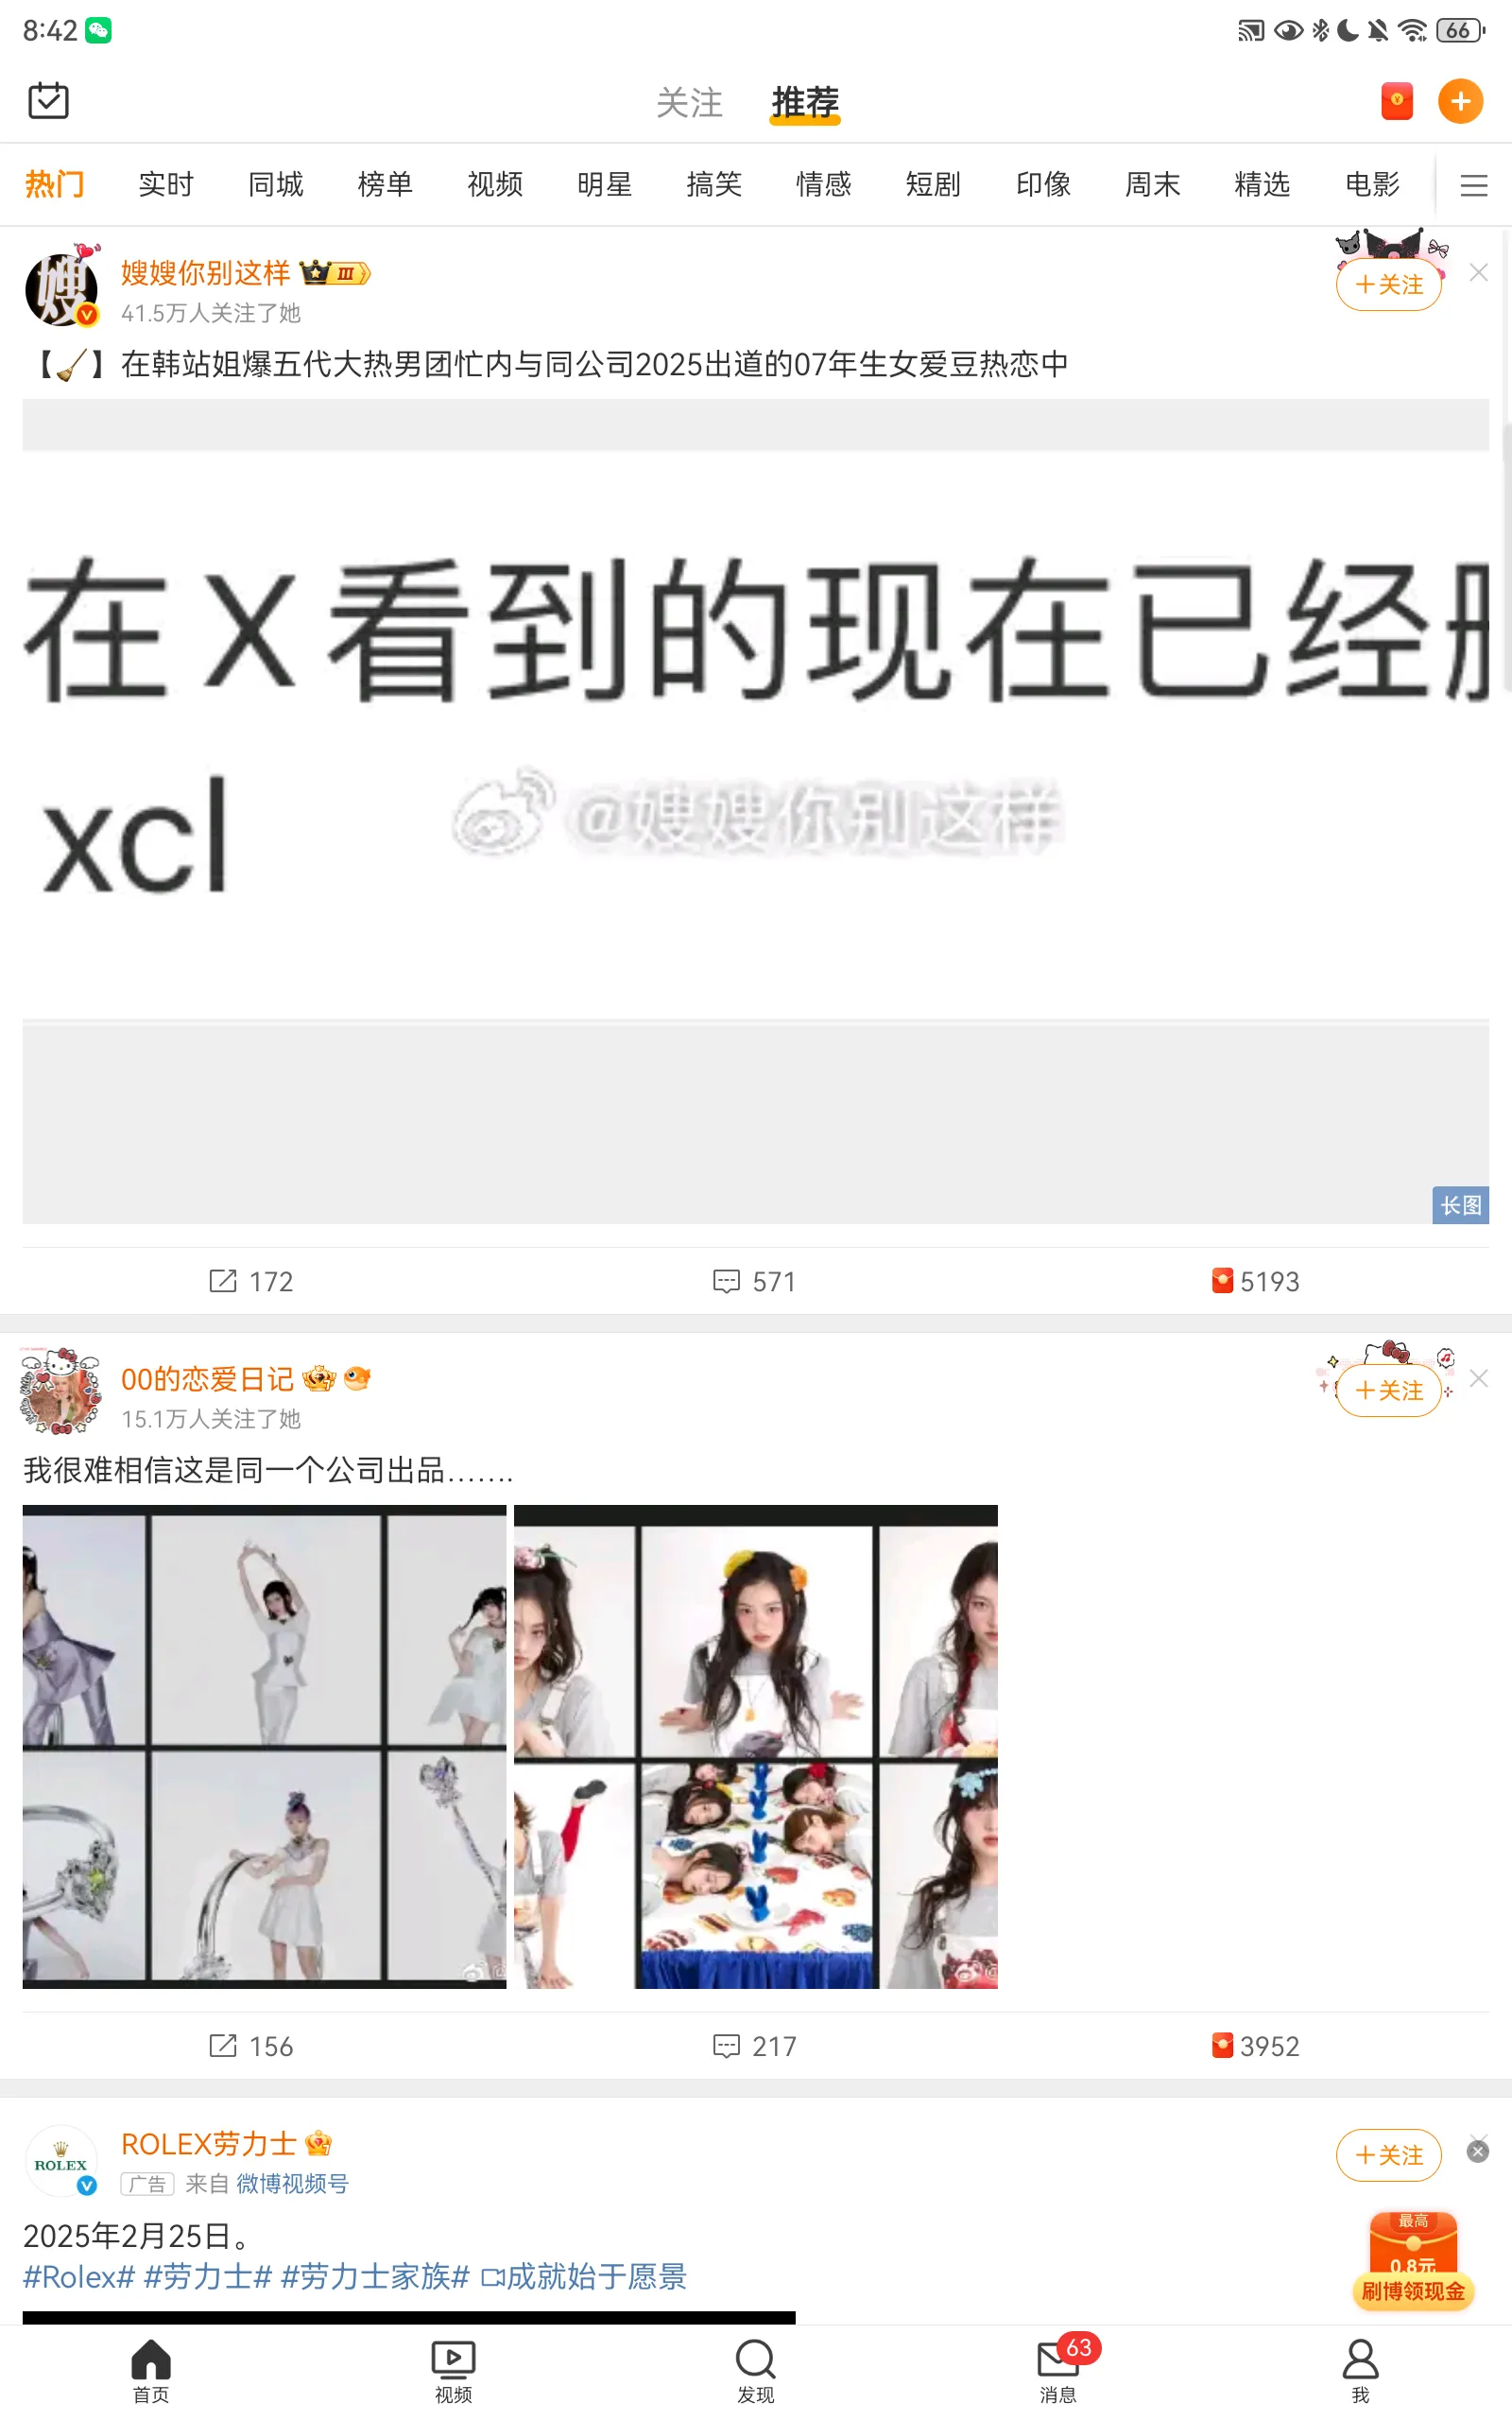 8:42
66
关注 推荐
热门 实时 同城 榜单 视频 明星 搞笑 情感 短剧 印像 周末 精选 电影
嫂嫂你别这样 III
41.5万人关注了她
+关注
【🧹】在韩站姐爆五代大热男团忙内与同公司2025出道的07年生女爱豆热恋中
在X看到的现在已经
xcl
@嫂嫂你别这样
长图
172 571 5193
00的恋爱日记
15.1万人关注了她
+关注
我很难相信这是同一个公司出品…….
156 217 3952
ROLEX
ROLEX劳力士
广告 来自 微博视频号
+关注
2025年2月25日。
#Rolex# #劳力士# #劳力士家族# 成就始于愿景
最高
0.8元
刷博领现金
首页 视频 发现 消息 我
63